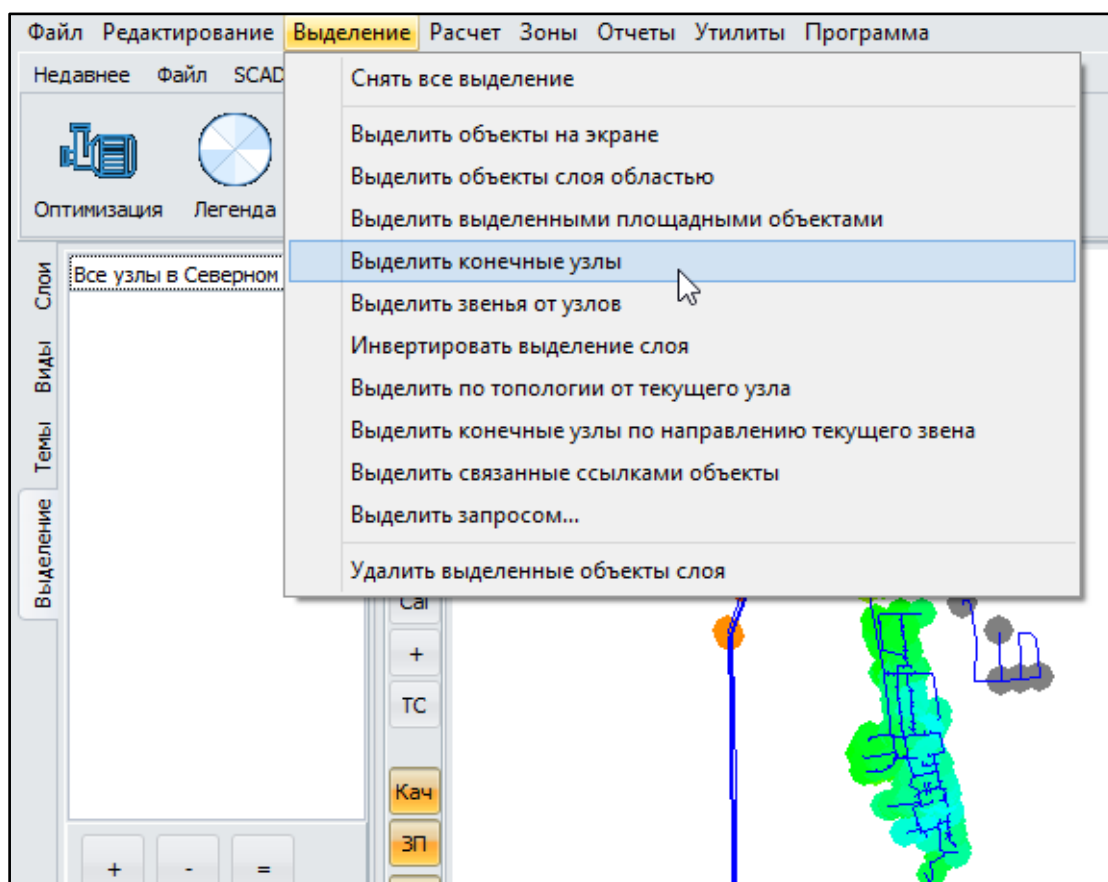 Файл Редактирование Выделение Расчет Зоны Отчеты Утилиты Программа
Недавнее Файл SCAD
Оптимизация Легенда
Снять все выделение
Выделить объекты на экране
Выделить объекты слоя областью
Выделить выделенными площадными объектами
Выделить конечные узлы
Выделить звенья от узлов
Инвертировать выделение слоя
Выделить по топологии от текущего узла
Выделить конечные узлы по направлению текущего звена
Выделить связанные ссылками объекты
Выделить запросом...
Удалить выделенные объекты слоя
Слои
Виды
Темы
Выделение
Все узлы в Северном
+
ТС
Кач
ЗП
+ - =